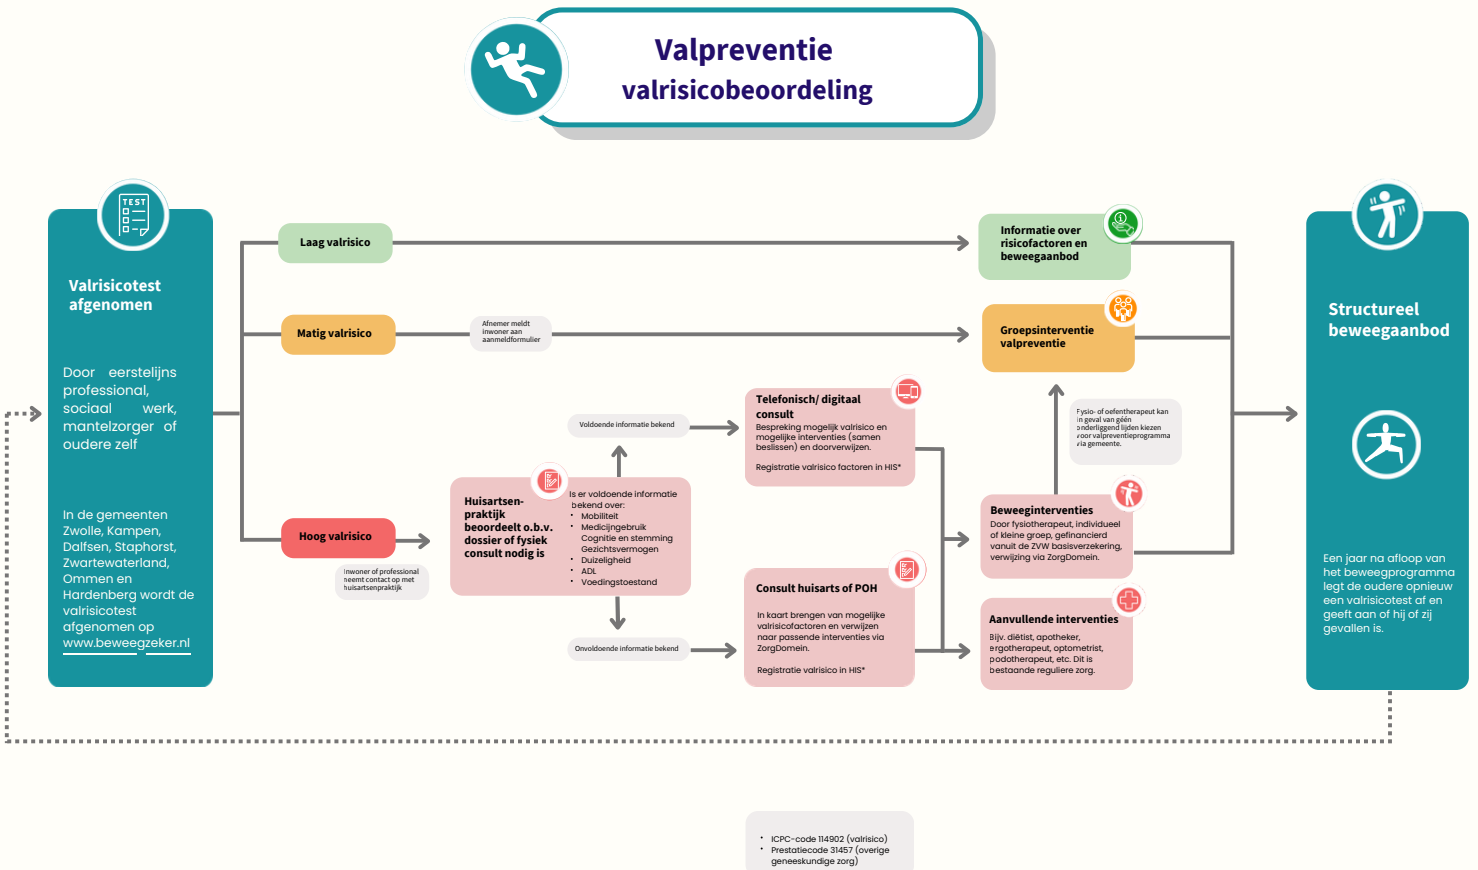 Valpreventie
valrisicobeoordeling
TEST
Valrisicotest
afgenomen
Door eerstelijns
professional,
sociaal werk,
mantelzorger of
oudere zelf
In de gemeenten
Zwolle, Kampen,
Dalfsen, Staphorst,
Zwartewaterland,
Ommen en
Hardenberg wordt de
valrisicotest
afgenomen op
www.beweegzeker.nl
Laag valrisico
Informatie over
risicofactoren en
beweegaanbod
Matig valrisico
Afnemer meldt
inwoner aan
aanmeldformulier
Groepsinterventie
valpreventie
Hoog valrisico
Inwoner of professional
neemt contact op met
huisartsenpraktijk
Huisartsen-
praktijk
beoordeelt o.b.v.
dossier of fysiek
consult nodig is
Is er voldoende informatie
bekend over:
• Mobiliteit
• Medicijngebruik
Cognitie en stemming
Gezichtsvermogen
• Duizeligheid
• ADL
• Voedingstoestand
Voldoende informatie bekend
Onvoldoende informatie bekend
Telefonisch/ digitaal
consult
Bespreking mogelijk valrisico en
mogelijke interventies (samen
beslissen) en doorverwijzen.
Registratie valrisico factoren in HIS*
Consult huisarts of POH
In kaart brengen van mogelijke
valrisicofactoren en verwijzen
naar passende interventies via
ZorgDomein.
Registratie valrisico in HIS*
Fysio- of oefentherapeut kan
in geval van géén
onderliggend lijden kiezen
voor valpreventieprogramma
via gemeente.
Beweeginterventies
Door fysiotherapeut, individueel
of kleine groep, gefinancierd
vanuit de ZVW basisverzekering,
verwijzing via ZorgDomein.
Aanvullende interventies
Bijv. diëtist, apotheker,
ergotherapeut, optometrist,
podotherapeut, etc. Dit is
bestaande reguliere zorg.
Structureel
beweegaanbod
Een jaar na afloop van
het beweegprogramma
legt de oudere opnieuw
een valrisicotest af en
geeft aan of hij of zij
gevallen is.
• ICPC-code 114902 (valrisico)
• Prestatiecode 31457 (overige
geneeskundige zorg)